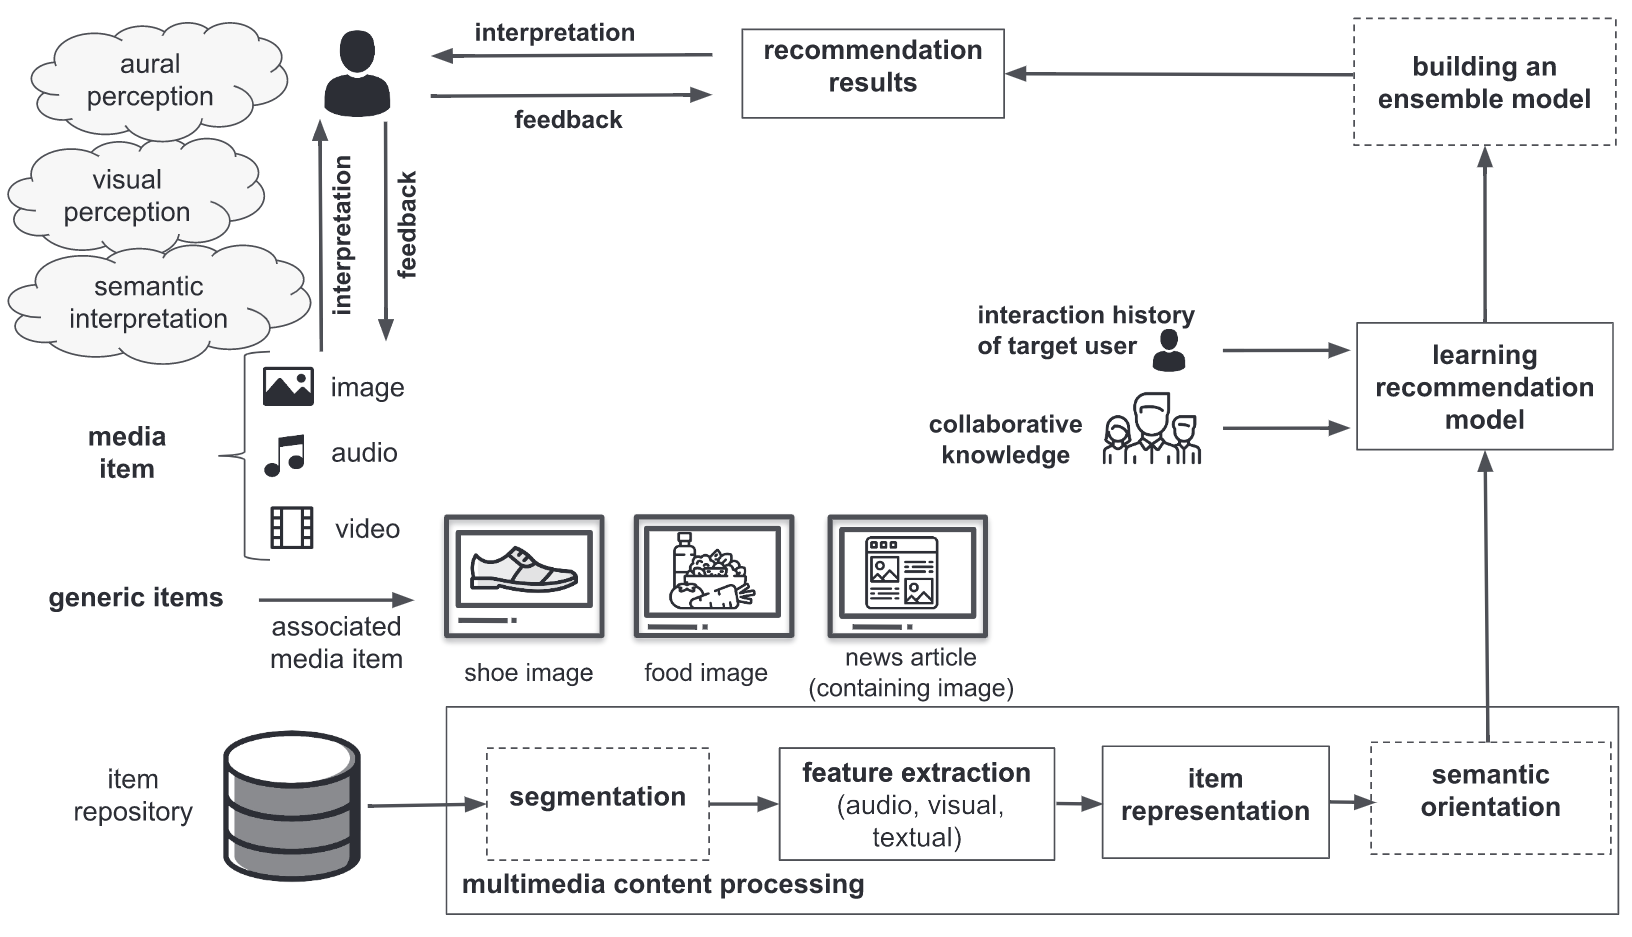 aural
perception
visual
perception
semantic
interpretation
interpretation
feedback
interpretation
feedback
recommendation
results
building an
ensemble model
interaction history
of target user
collaborative
knowledge
learning
recommendation
model
media
item
image
audio
video
generic items
associated
media item
shoe image
food image
news article
(containing image)
item
repository
segmentation
feature extraction
(audio, visual,
textual)
item
representation
semantic
orientation
multimedia content processing